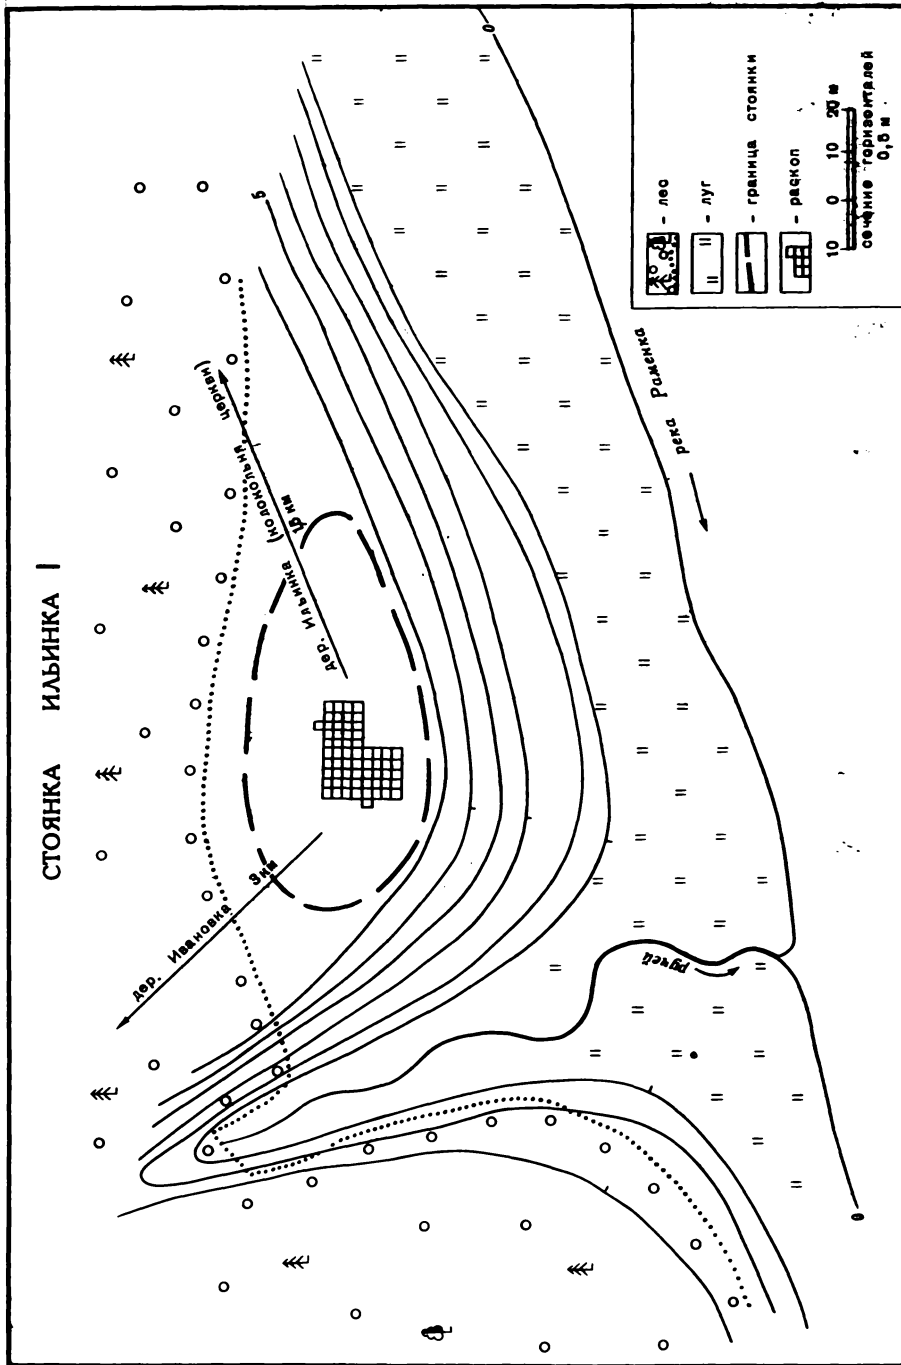 СТОЯНКА ИЛЬИНКА I
дер. Ивановка 3 км
дер. Ильинка (колокольня церкви)
1,5 км
5
0
река Раменка
ручей
0
- лес
- луг
- граница стоянки
- раскоп
10 0 10 20 м
сечение горизонталей
0,5 м